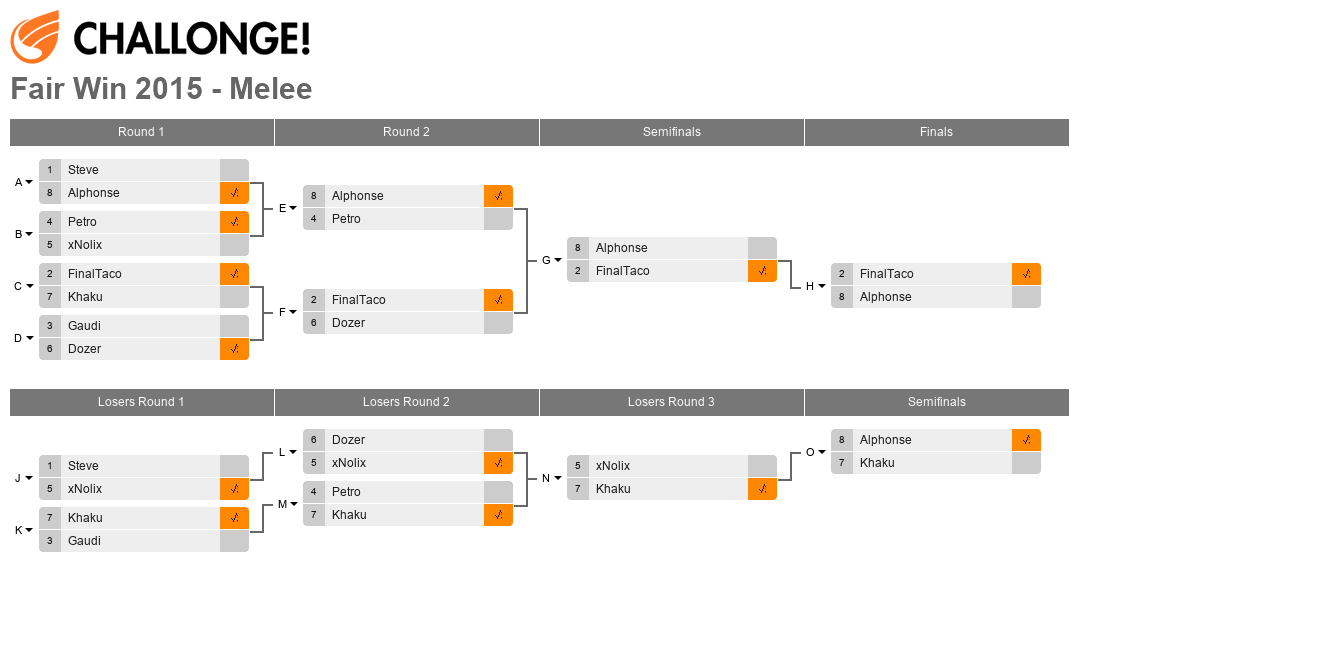 CHALLONGE!
Fair Win 2015 - Melee
Round 1 Round 2 Semifinals Finals
A
1 Steve
8 Alphonse √:
B
4 Petro √:
5 xNolix
C
2 FinalTaco √:
7 Khaku
D
3 Gaudi
6 Dozer √:
E
8 Alphonse √:
4 Petro
F
2 FinalTaco √:
6 Dozer
G
8 Alphonse
2 FinalTaco √:
H
2 FinalTaco √:
8 Alphonse
Losers Round 1 Losers Round 2 Losers Round 3 Semifinals
J
1 Steve
5 xNolix √:
K
7 Khaku √:
3 Gaudi
L
6 Dozer
5 xNolix √:
M
4 Petro
7 Khaku √:
N
5 xNolix
7 Khaku √:
O
8 Alphonse √:
7 Khaku